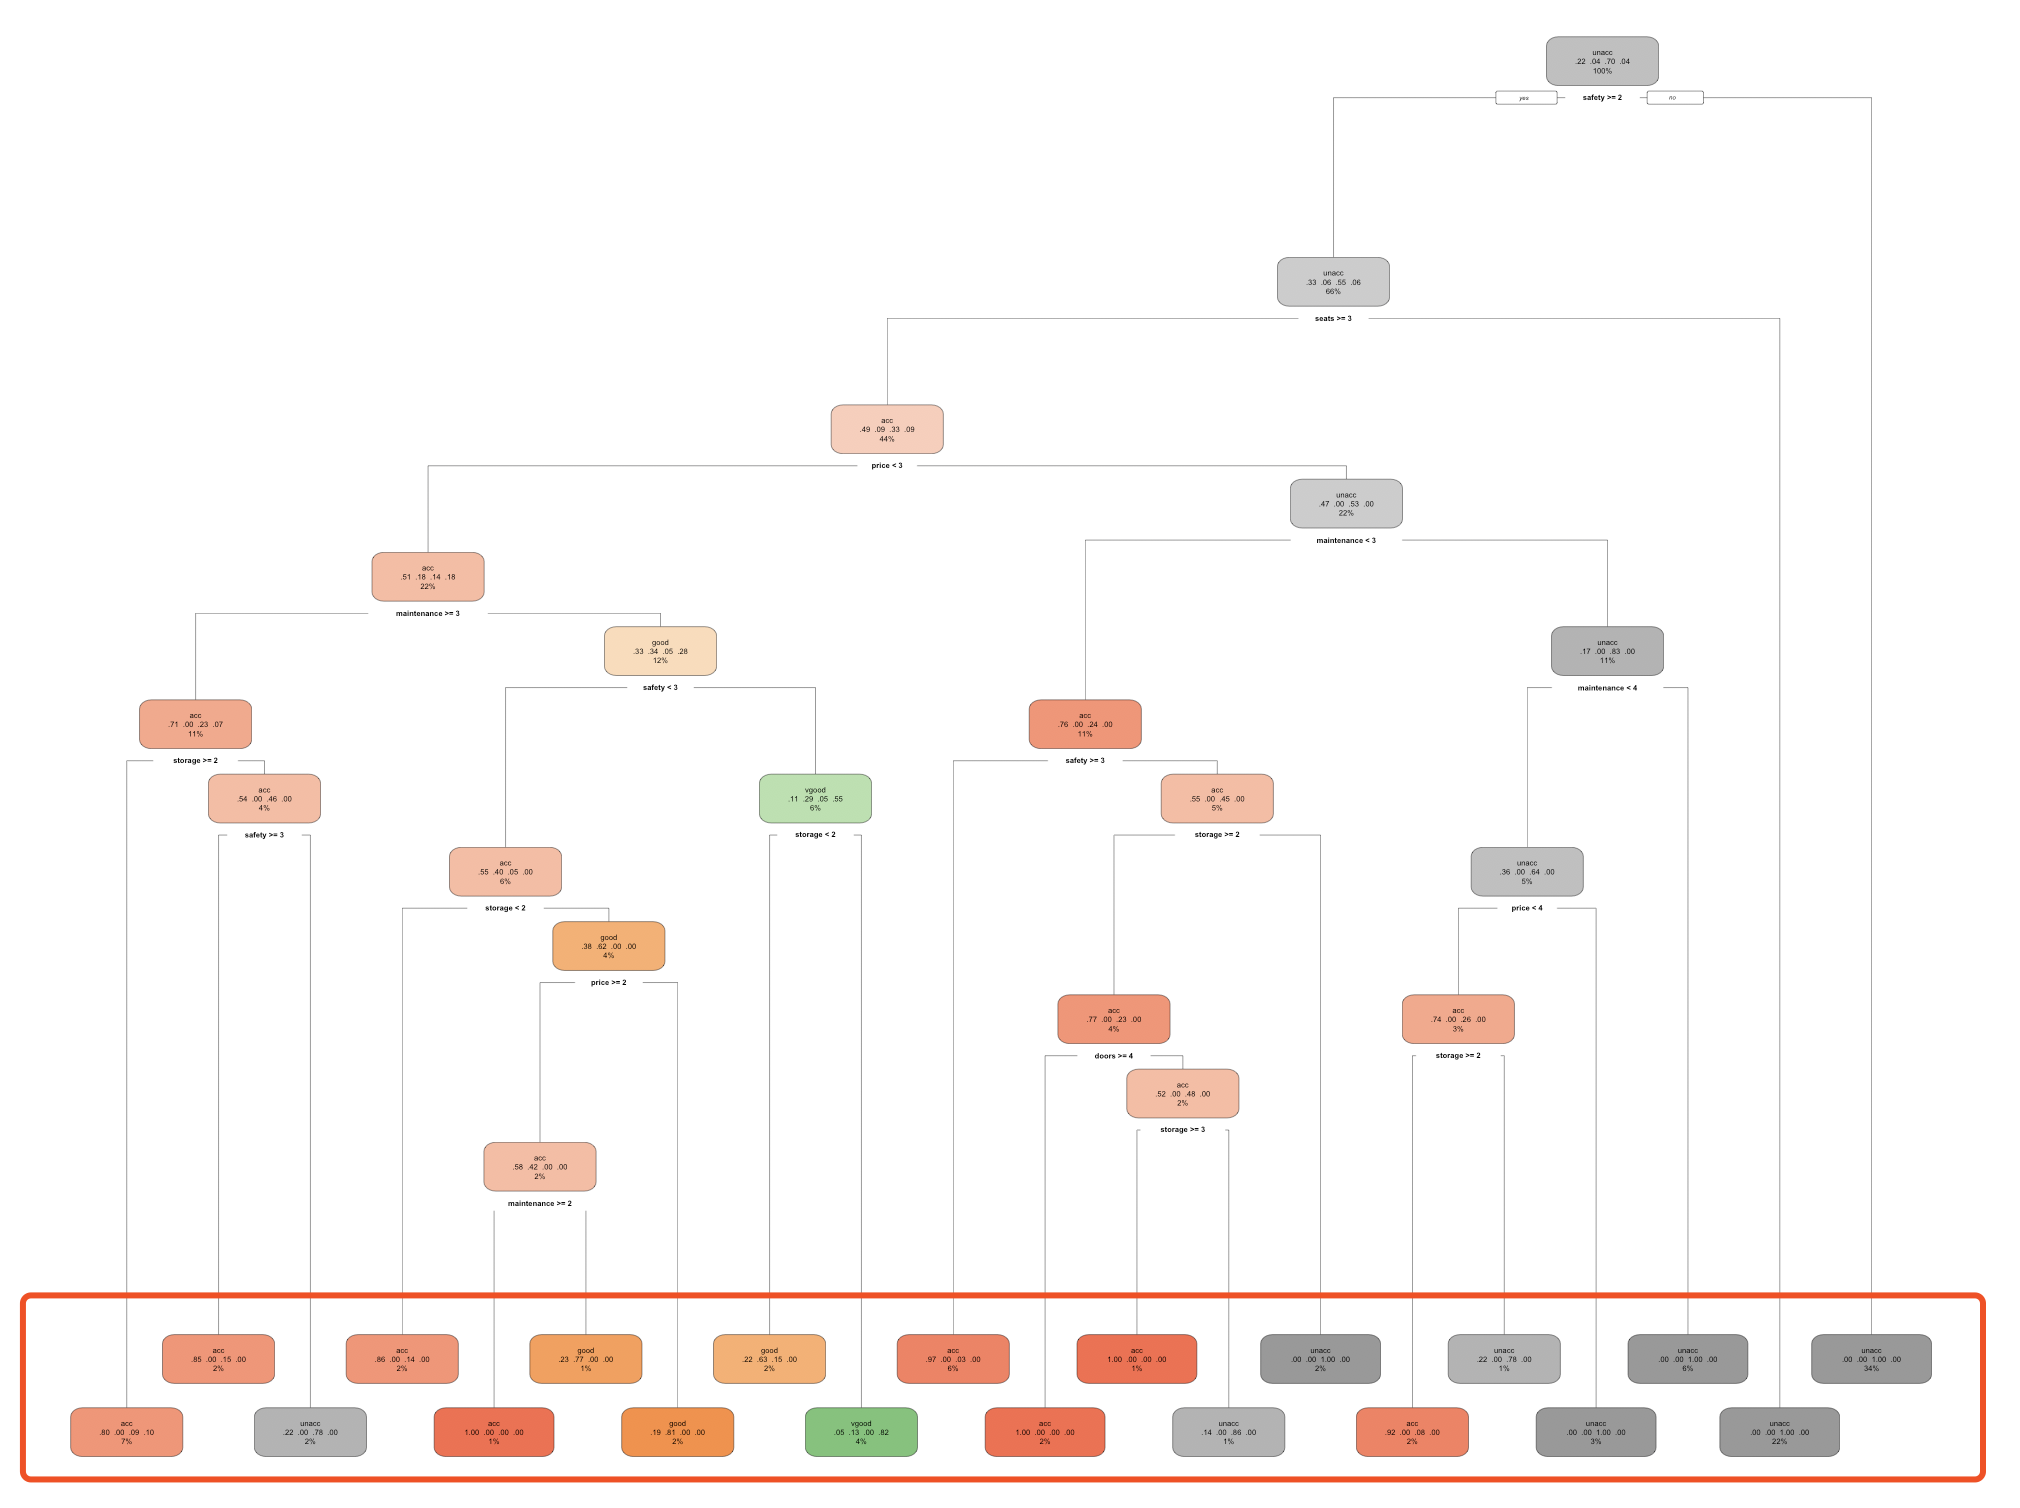 unacc
.22 .04 .70 .04
100%
yes
safety >= 2
no
unacc
.33 .06 .55 .06
66%
seats >= 3
acc
.49 .09 .33 .09
44%
price < 3
unacc
.47 .00 .53 .00
22%
maintenance < 3
acc
.51 .18 .14 .18
22%
maintenance >= 3
good
.33 .34 .05 .28
12%
safety < 3
unacc
.17 .00 .83 .00
11%
maintenance < 4
acc
.71 .00 .23 .07
11%
storage >= 2
acc
.76 .00 .24 .00
11%
safety >= 3
acc
.54 .00 .46 .00
4%
safety >= 3
vgood
.11 .29 .05 .55
6%
storage < 2
acc
.55 .00 .45 .00
5%
storage >= 2
acc
.55 .40 .05 .00
6%
storage < 2
unacc
.36 .00 .64 .00
5%
price < 4
good
.38 .62 .00 .00
4%
price >= 2
acc
.77 .00 .23 .00
4%
doors >= 4
acc
.74 .00 .26 .00
3%
storage >= 2
acc
.52 .00 .48 .00
2%
storage >= 3
acc
.58 .42 .00 .00
2%
maintenance >= 2
acc
.85 .00 .15 .00
2%
acc
.86 .00 .14 .00
2%
good
.23 .77 .00 .00
1%
good
.22 .63 .15 .00
2%
acc
.97 .00 .03 .00
6%
acc
1.00 .00 .00 .00
1%
unacc
.00 .00 1.00 .00
2%
unacc
.22 .00 .78 .00
1%
unacc
.00 .00 1.00 .00
6%
unacc
.00 .00 1.00 .00
34%
acc
.80 .00 .09 .10
7%
unacc
.22 .00 .78 .00
2%
acc
1.00 .00 .00 .00
1%
good
.19 .81 .00 .00
2%
vgood
.05 .13 .00 .82
4%
acc
1.00 .00 .00 .00
2%
unacc
.14 .00 .86 .00
1%
acc
.92 .00 .08 .00
2%
unacc
.00 .00 1.00 .00
3%
unacc
.00 .00 1.00 .00
22%